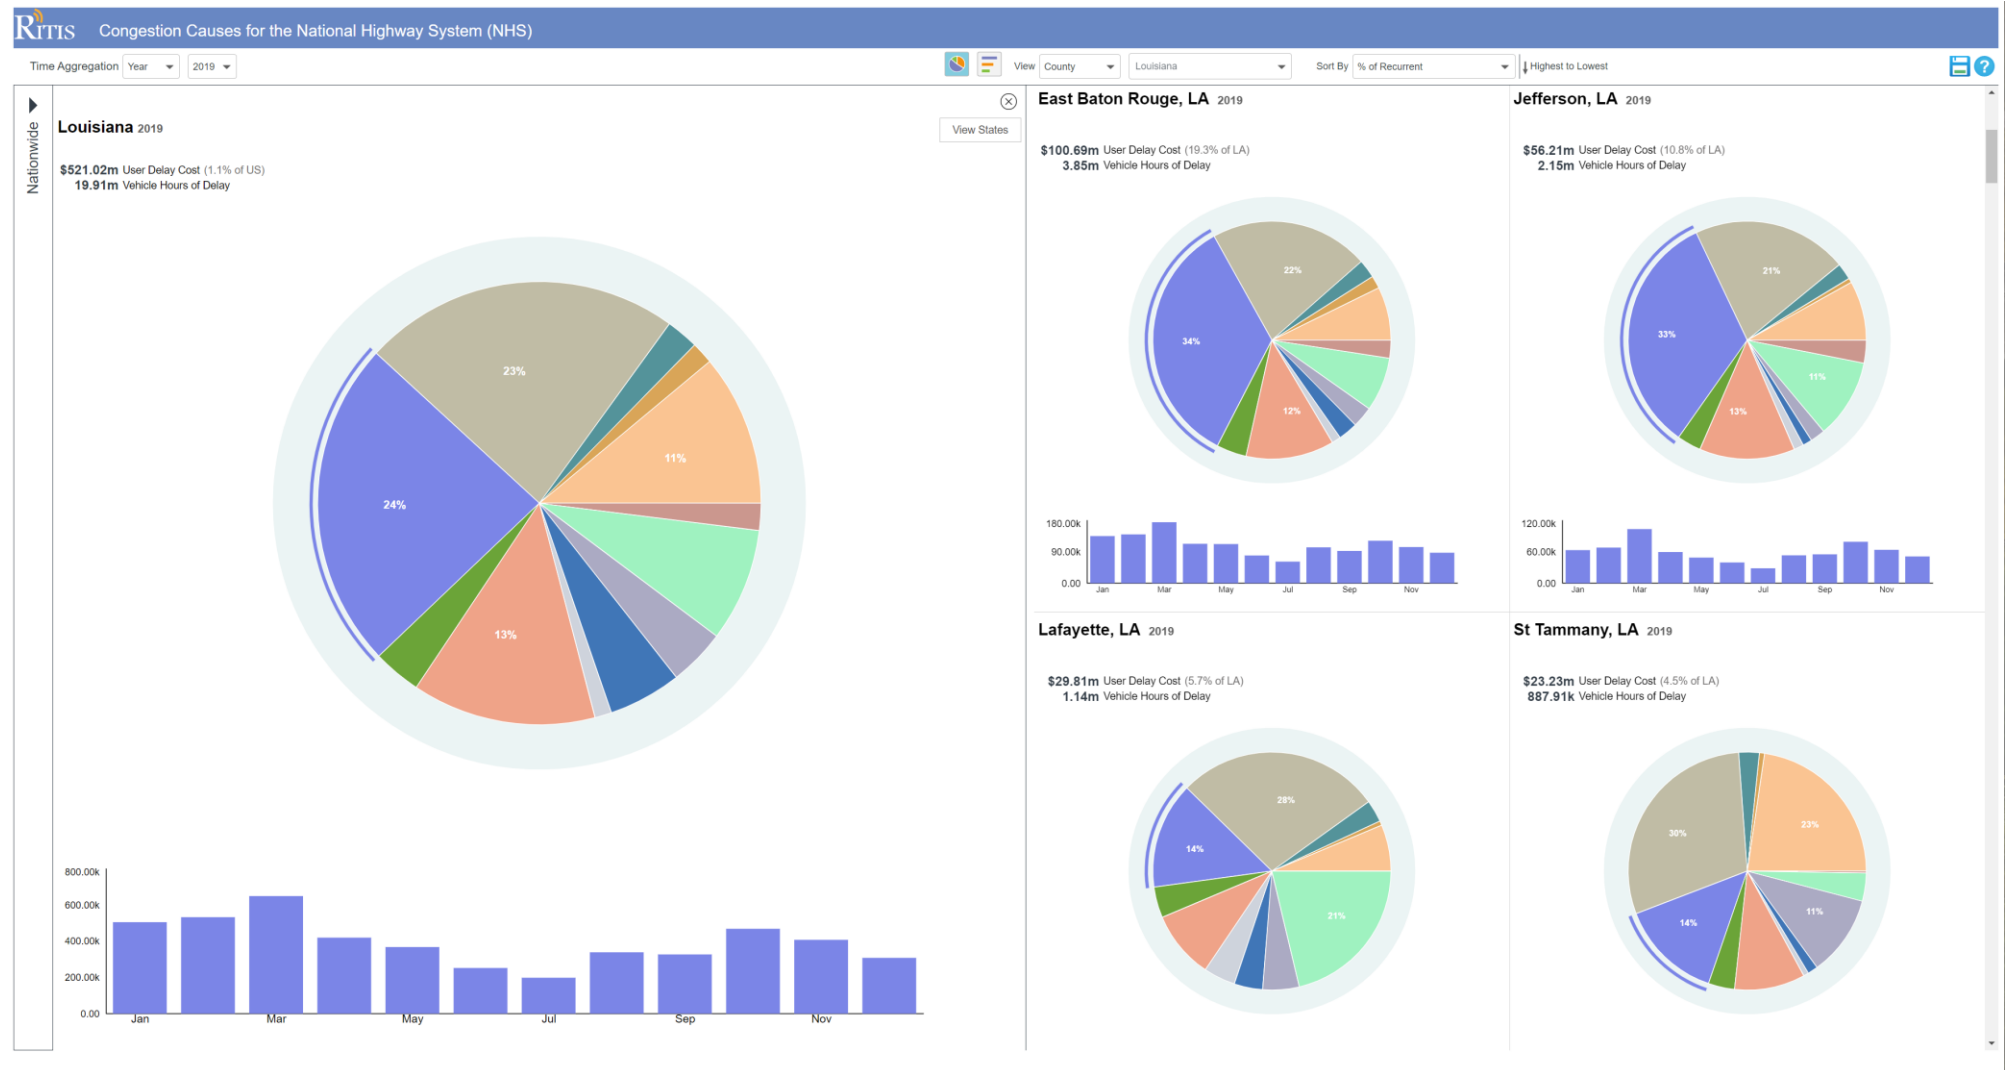 RITIS Congestion Causes for the National Highway System (NHS)
Time Aggregation Year 2019 View County Louisiana Sort By % of Recurrent Highest to Lowest
Nationwide
Louisiana 2019
View States
$521.02m User Delay Cost (1.1% of US)
19.91m Vehicle Hours of Delay
23%
11%
24%
13%
800.00k
600.00k
400.00k
200.00k
0.00
Jan Mar May Jul Sep Nov
East Baton Rouge, LA 2019
$100.69m User Delay Cost (19.3% of LA)
3.85m Vehicle Hours of Delay
22%
34%
12%
180.00k
90.00k
0.00
Jan Mar May Jul Sep Nov
Jefferson, LA 2019
$56.21m User Delay Cost (10.8% of LA)
2.15m Vehicle Hours of Delay
21%
33%
11%
13%
120.00k
60.00k
0.00
Jan Mar May Jul Sep Nov
Lafayette, LA 2019
$29.81m User Delay Cost (5.7% of LA)
1.14m Vehicle Hours of Delay
28%
14%
21%
St Tammany, LA 2019
$23.23m User Delay Cost (4.5% of LA)
887.91k Vehicle Hours of Delay
23%
30%
11%
14%